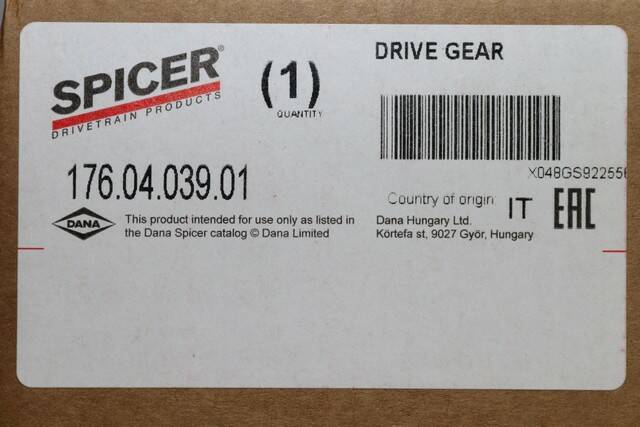 SPICER®
DRIVETRAIN PRODUCTS
(1)
QUANTITY
DRIVE GEAR
176.04.039.01
DANA
This product intended for use only as listed in
the Dana Spicer catalog © Dana Limited
Country of origin IT
Dana Hungary Ltd.
Körtefa st, 9027 Győr, Hungary
EAC